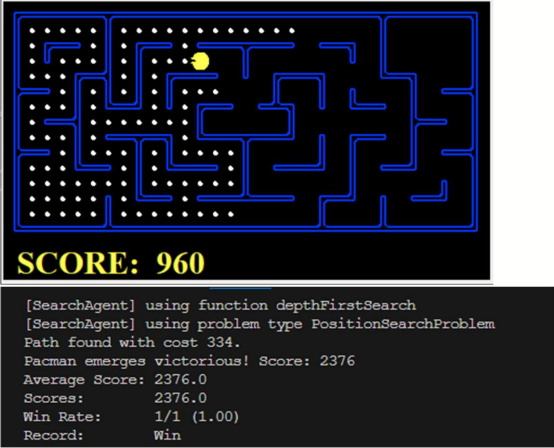 SCORE: 960
[SearchAgent] using function depthFirstSearch
[SearchAgent] using problem type PositionSearchProblem
Path found with cost 334.
Pacman emerges victorious! Score: 2376
Average Score: 2376.0
Scores:        2376.0
Win Rate:      1/1 (1.00)
Record:        Win